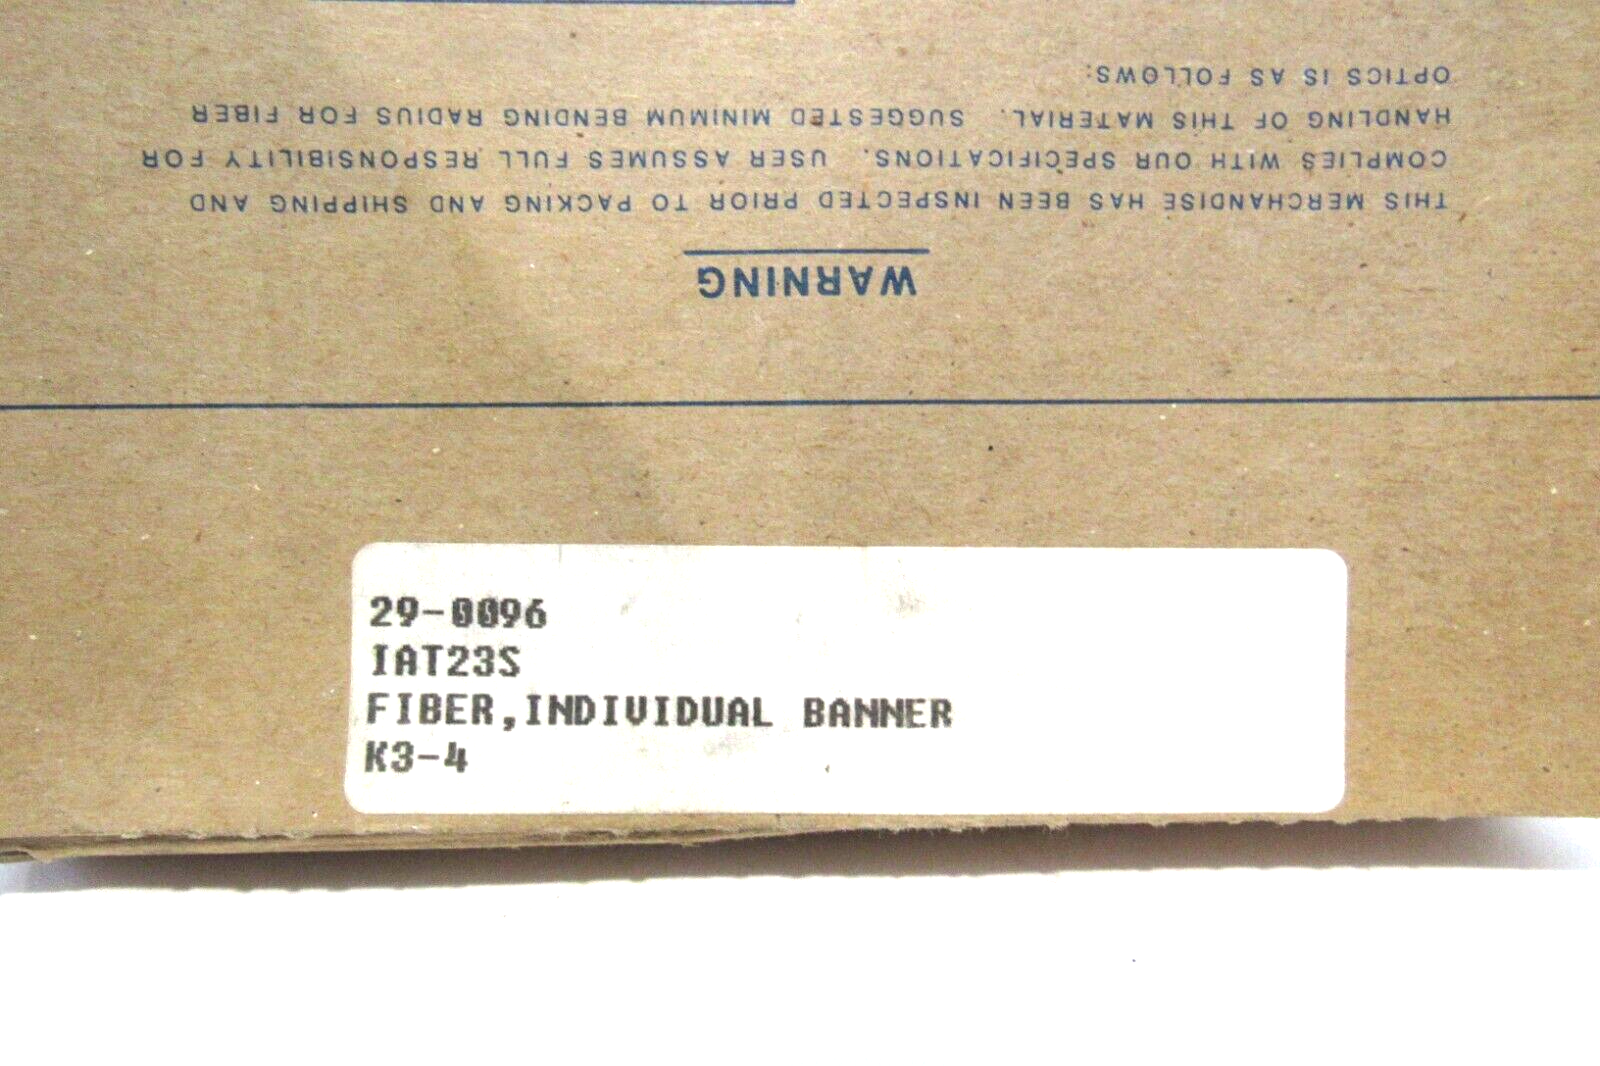 WARNING
THIS MERCHANDISE HAS BEEN INSPECTED PRIOR TO PACKING AND SHIPPING AND
COMPLIES WITH OUR SPECIFICATIONS. USER ASSUMES FULL RESPONSIBILITY FOR
HANDLING OF THIS MATERIAL. SUGGESTED MINIMUM BENDING RADIUS FOR FIBER
OPTICS IS AS FOLLOWS:
29-0096
IAT23S
FIBER,INDIVIDUAL BANNER
K3-4